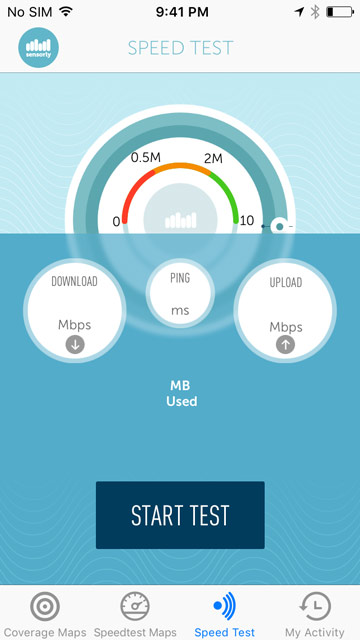 No SIM 9:41 PM
sensorly
SPEED TEST
0.5M 2M
0 10
DOWNLOAD PING UPLOAD
Mbps ms Mbps
MB
Used
START TEST
Coverage Maps Speedtest Maps Speed Test My Activity